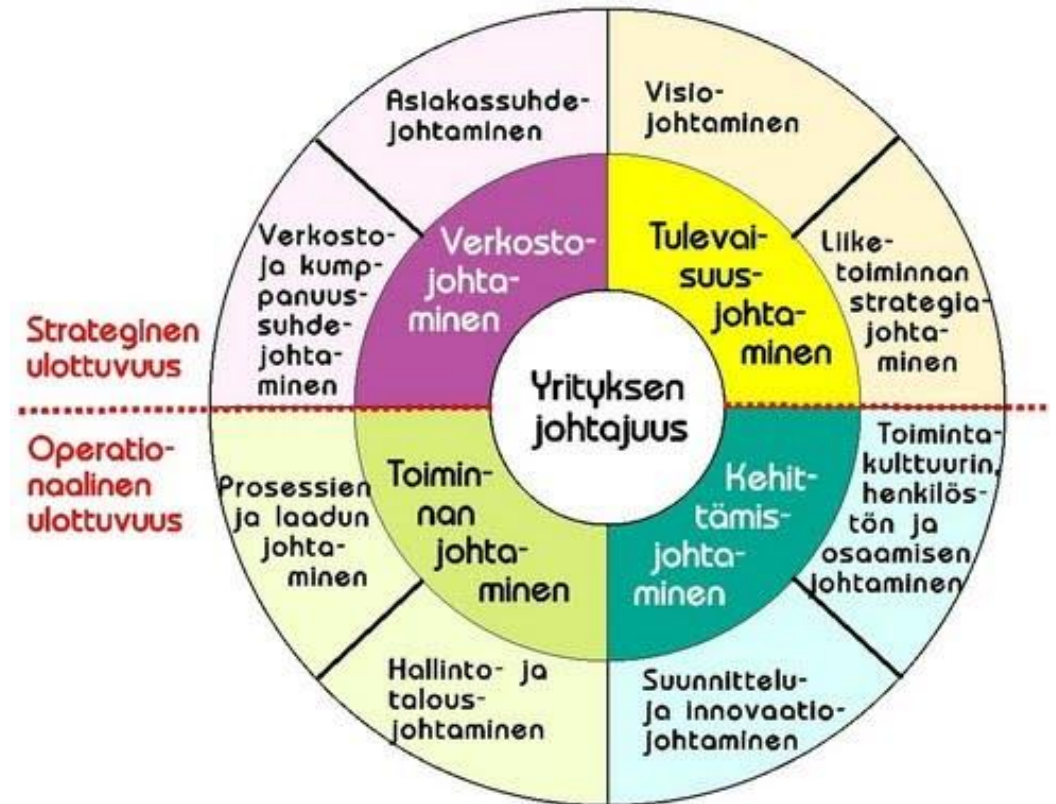 Asiakassuhde-
johtaminen
Visio-
johtaminen
Verkosto-
ja kump-
panuus-
suhde-
johta-
minen
Verkosto-
johta-
minen
Tulevai-
suus-
johta-
minen
Liike-
toiminnan
strategia-
johta-
minen
Strateginen
ulottuvuus
Yrityksen
johtajuus
Operatio-
naalinen
ulottuvuus
Prosessien
ja laadun
johta-
minen
Toimin-
nan
johta-
minen
Kehit-
tämis-
johta-
minen
Toiminta-
kulttuurin,
henkilös-
tön ja
osaamisen
johtaminen
Hallinto- ja
talous-
johtaminen
Suunnittelu-
ja innovaatio-
johtaminen